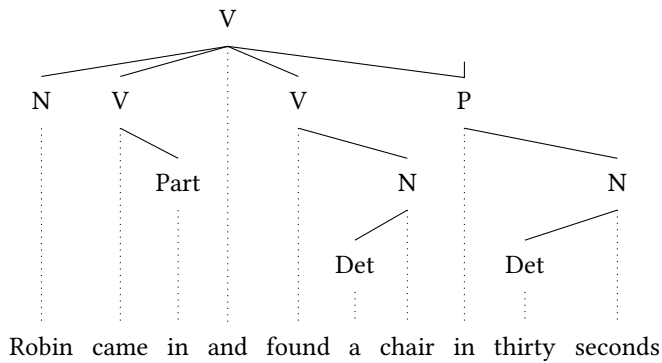 V
N V V P
Part N N
Det Det
Robin came in and found a chair in thirty seconds